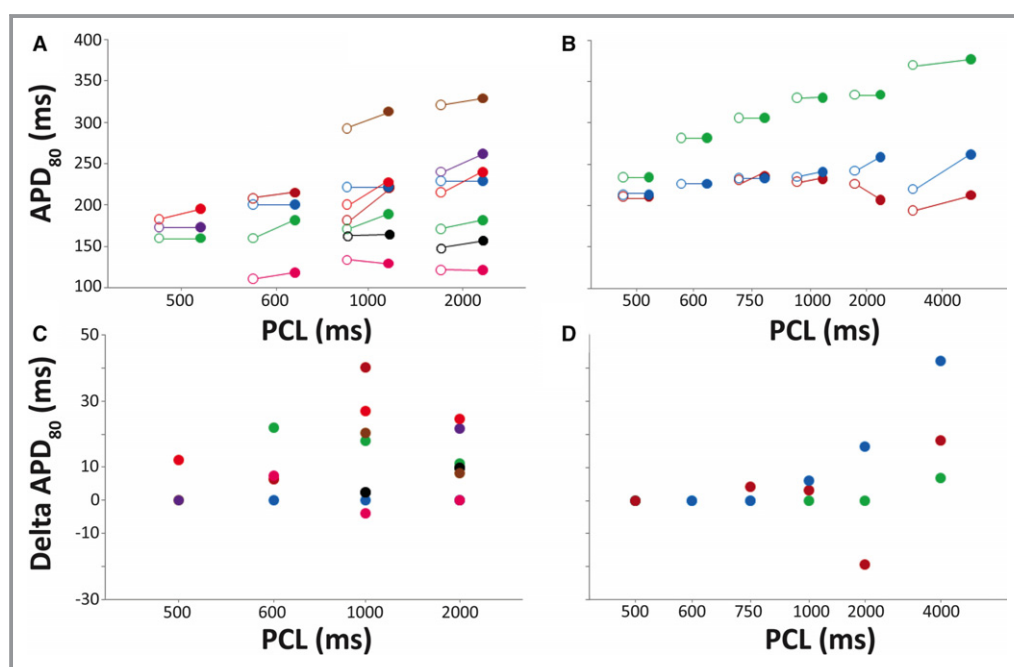 A
APD80 (ms)
400
350
300
250
200
150
100
500 600 1000 2000
PCL (ms)
B
500 600 750 1000 2000 4000
PCL (ms)
C
Delta APD80 (ms)
50
30
10
0
-10
-30
500 600 1000 2000
PCL (ms)
D
500 600 750 1000 2000 4000
PCL (ms)